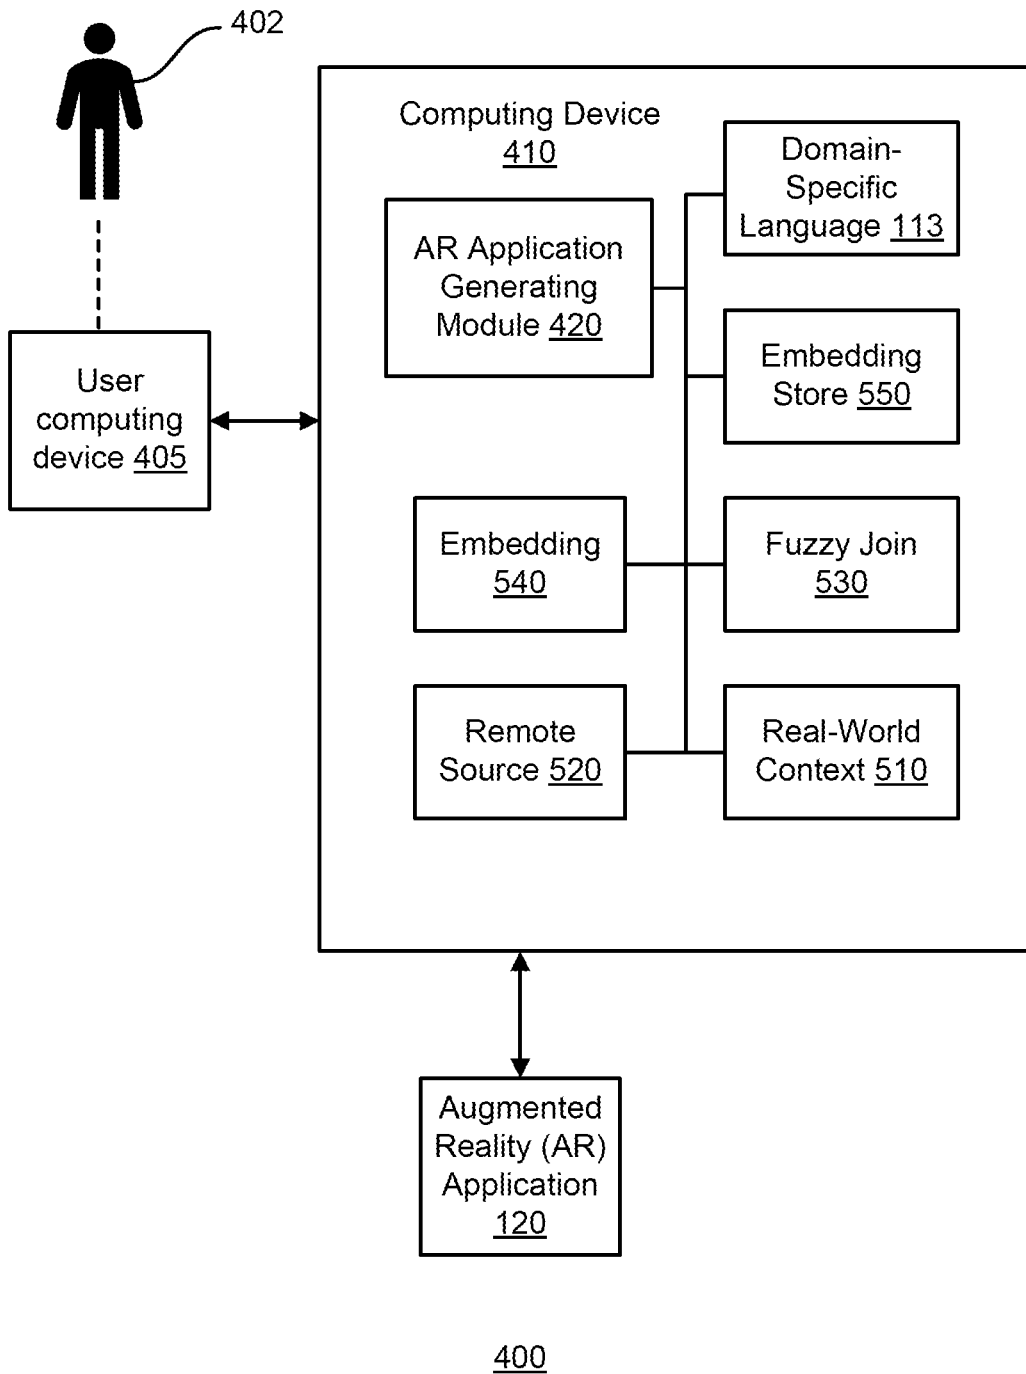 402
Computing Device
410
Domain-
Specific
Language 113
AR Application
Generating
Module 420
User
computing
device 405
Embedding
Store 550
Embedding
540
Fuzzy Join
530
Remote
Source 520
Real-World
Context 510
Augmented
Reality (AR)
Application
120
400